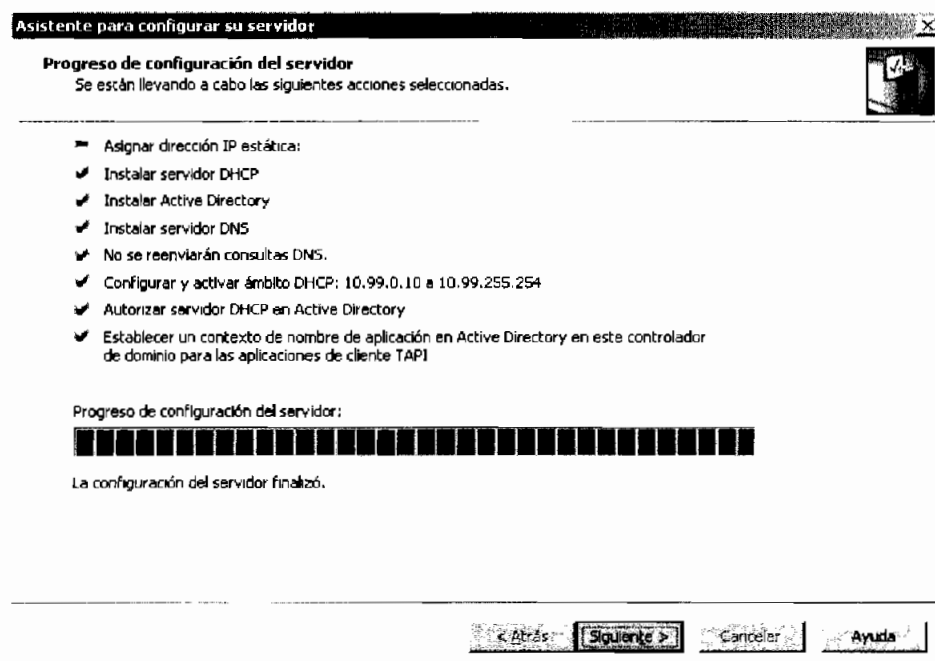 Asistente para configurar su servidor
Progreso de configuración del servidor
Se están llevando a cabo las siguientes acciones seleccionadas.
Asignar dirección IP estática:
Instalar servidor DHCP
Instalar Active Directory
Instalar servidor DNS
No se reenviarán consultas DNS.
Configurar y activar ámbito DHCP: 10.99.0.10 a 10.99.255.254
Autorizar servidor DHCP en Active Directory
Establecer un contexto de nombre de aplicación en Active Directory en este controlador
de dominio para las aplicaciones de cliente TAPI
Progreso de configuración del servidor:
La configuración del servidor finalizó.
< Atrás Siguiente > Cancelar Ayuda